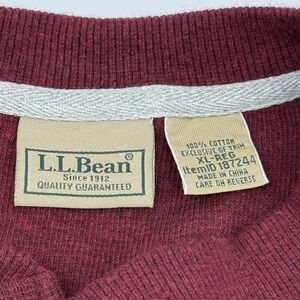 L.L.Bean®
Since 1912
QUALITY GUARANTEED
100% COTTON
EXCLUSIVE OF TRIM
XL-REG
ItemID 187244
MADE IN CHINA
CARE ON REVERSE